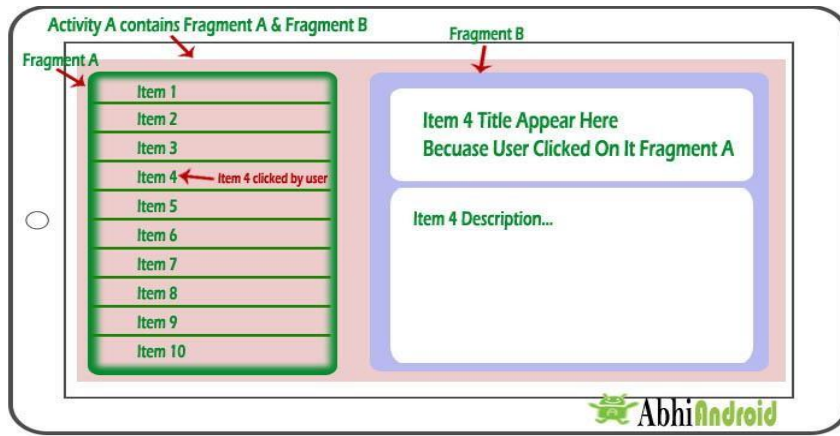 Activity A contains Fragment A & Fragment B
Fragment A
Fragment B
Item 1
Item 2
Item 3
Item 4
Item 4 clicked by user
Item 5
Item 6
Item 7
Item 8
Item 9
Item 10
Item 4 Title Appear Here
Becuase User Clicked On It Fragment A
Item 4 Description...
AbhiAndroid